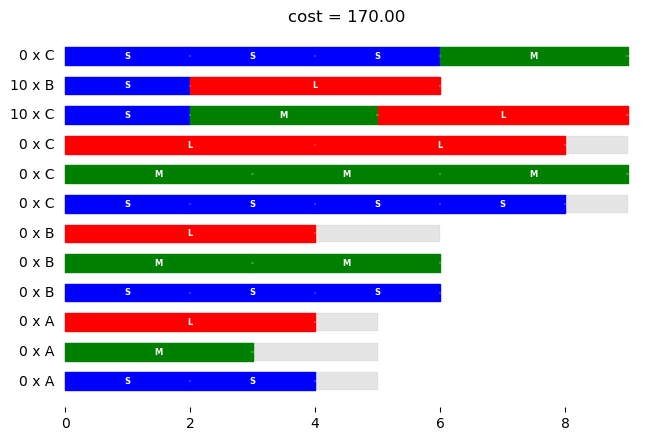 cost = 170.00
0 x C S S S M
10 x B S L
10 x C S M L
0 x C L L
0 x C M M M
0 x C S S S S
0 x B L
0 x B M M
0 x B S S S
0 x A L
0 x A M
0 x A S S
0 2 4 6 8